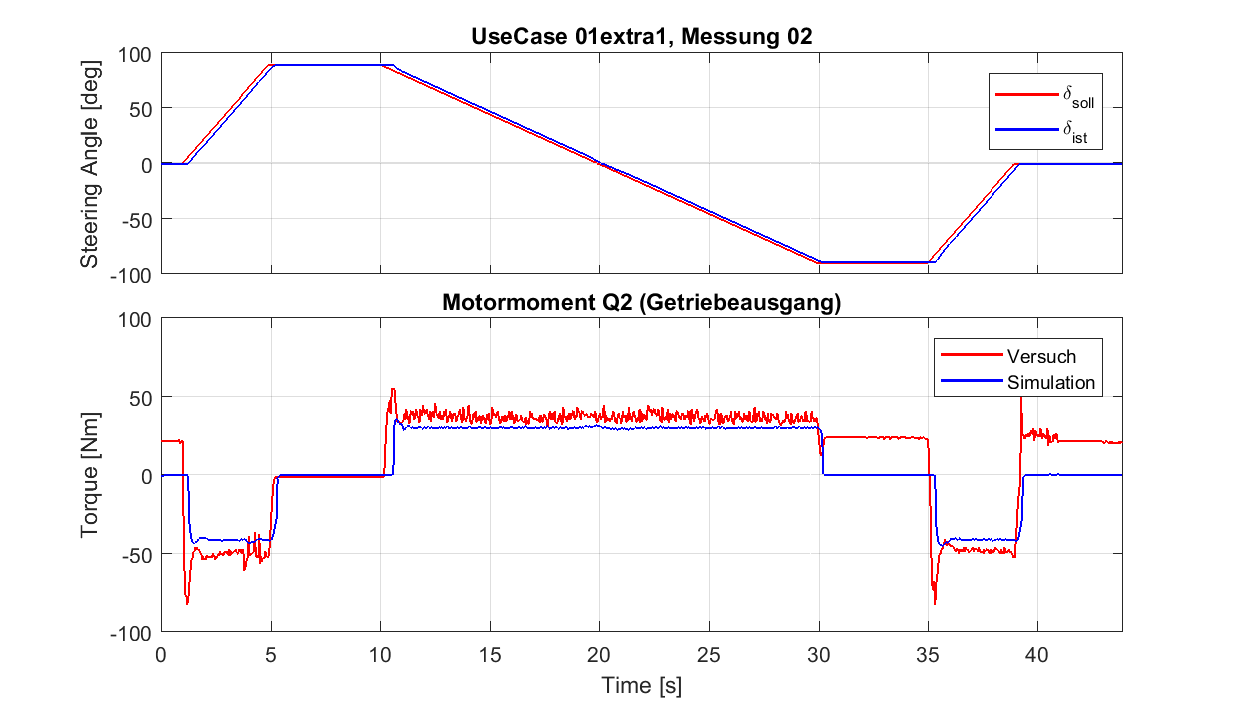 UseCase 01extra1, Messung 02
Steering Angle [deg]
100
50
0
-50
-100
δsoll
δist
Motormoment Q2 (Getriebeausgang)
Torque [Nm]
100
50
0
-50
-100
Versuch
Simulation
0 5 10 15 20 25 30 35 40
Time [s]